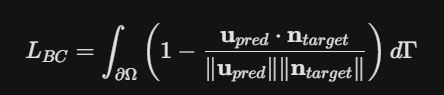 $L_{BC} = \int_{\partial\Omega} \left( 1 - \frac{\mathbf{u}_{pred} \cdot \mathbf{n}_{target}}{\|\mathbf{u}_{pred}\| \|\mathbf{n}_{target}\|} \right) d\Gamma$